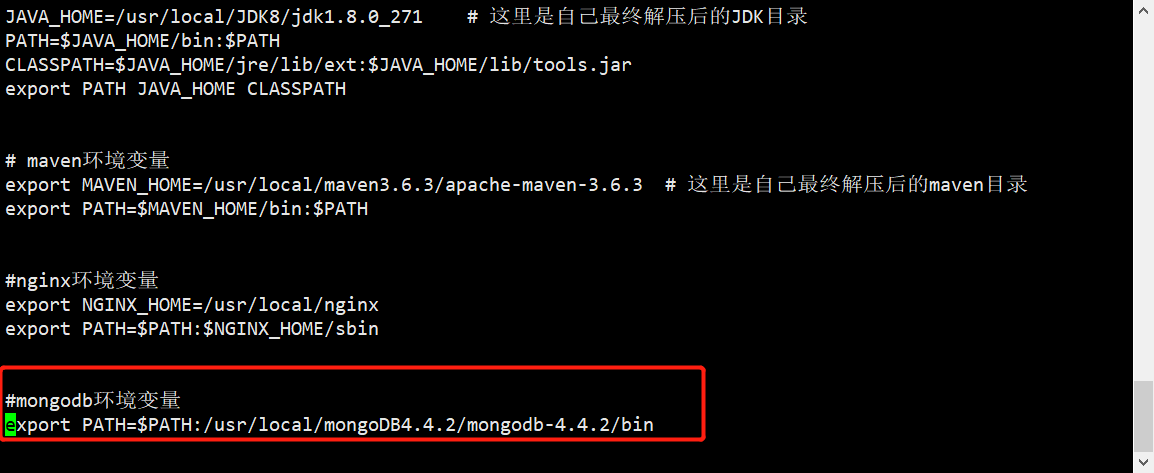 JAVA_HOME=/usr/local/JDK8/jdk1.8.0_271    # 这里是自己最终解压后的JDK目录
PATH=$JAVA_HOME/bin:$PATH
CLASSPATH=$JAVA_HOME/jre/lib/ext:$JAVA_HOME/lib/tools.jar
export PATH JAVA_HOME CLASSPATH
# maven环境变量
export MAVEN_HOME=/usr/local/maven3.6.3/apache-maven-3.6.3  # 这里是自己最终解压后的maven目录
export PATH=$MAVEN_HOME/bin:$PATH
#nginx环境变量
export NGINX_HOME=/usr/local/nginx
export PATH=$PATH:$NGINX_HOME/sbin
#mongodb环境变量
export PATH=$PATH:/usr/local/mongoDB4.4.2/mongodb-4.4.2/bin